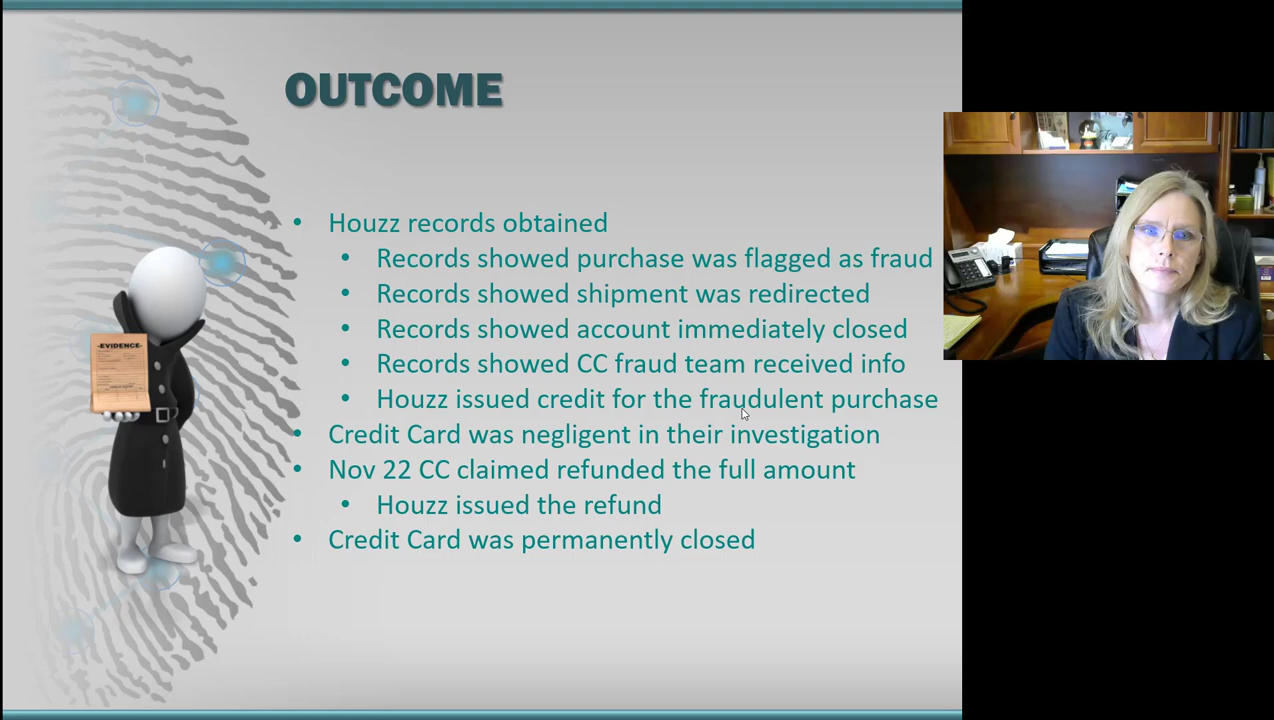 OUTCOME
• Houzz records obtained
• Records showed purchase was flagged as fraud
• Records showed shipment was redirected
• Records showed account immediately closed
• Records showed CC fraud team received info
• Houzz issued credit for the fraudulent purchase
• Credit Card was negligent in their investigation
• Nov 22 CC claimed refunded the full amount
• Houzz issued the refund
• Credit Card was permanently closed
-EVIDENCE-